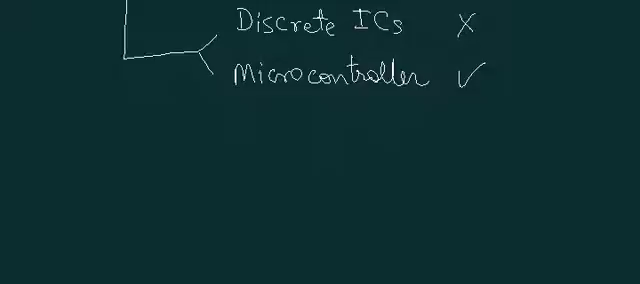 Discrete ICs X
Microcontroller ✓